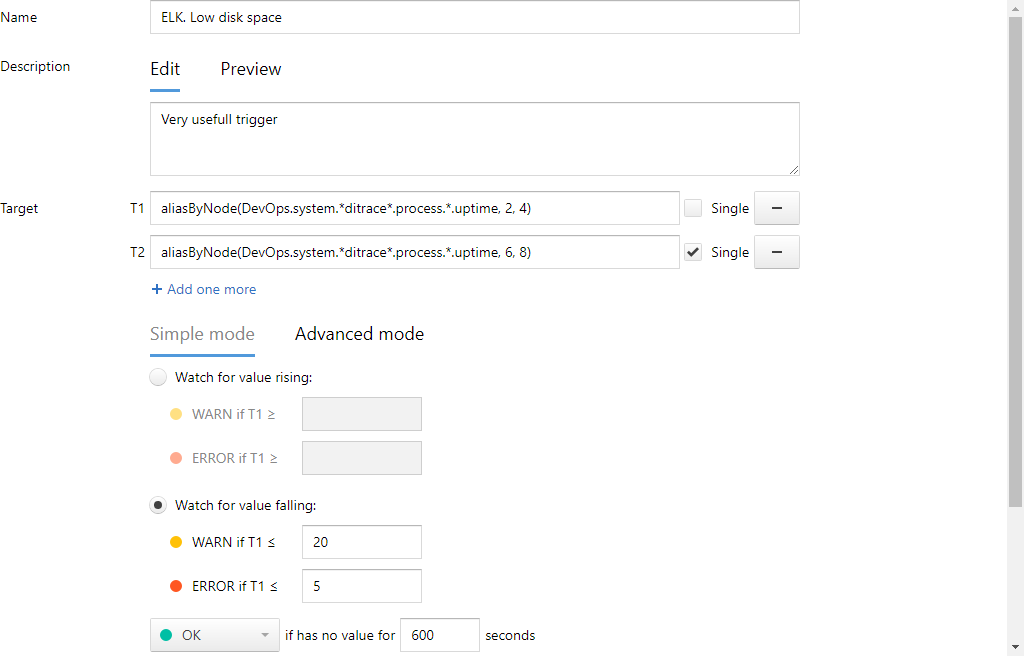 Name ELK. Low disk space
Description Edit Preview
Very usefull trigger
Target T1 aliasByNode(DevOps.system.*ditrace*.process.*.uptime, 2, 4) Single
T2 aliasByNode(DevOps.system.*ditrace*.process.*.uptime, 6, 8) Single
+ Add one more
Simple mode Advanced mode
Watch for value rising:
WARN if T1 ≥
ERROR if T1 ≥
Watch for value falling:
WARN if T1 ≤ 20
ERROR if T1 ≤ 5
OK if has no value for 600 seconds